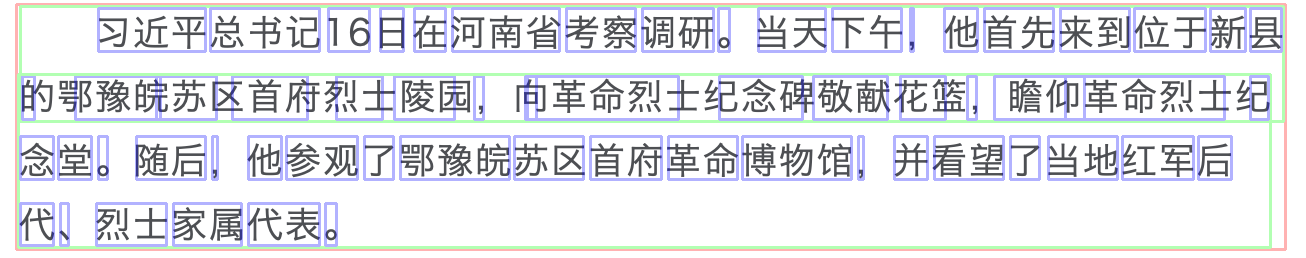 习近平总书记16日在河南省考察调研。当天下午，他首先来到位于新县
的鄂豫皖苏区首府烈士陵园，向革命烈士纪念碑敬献花篮，瞻仰革命烈士纪
念堂。随后，他参观了鄂豫皖苏区首府革命博物馆，并看望了当地红军后
代、烈士家属代表。